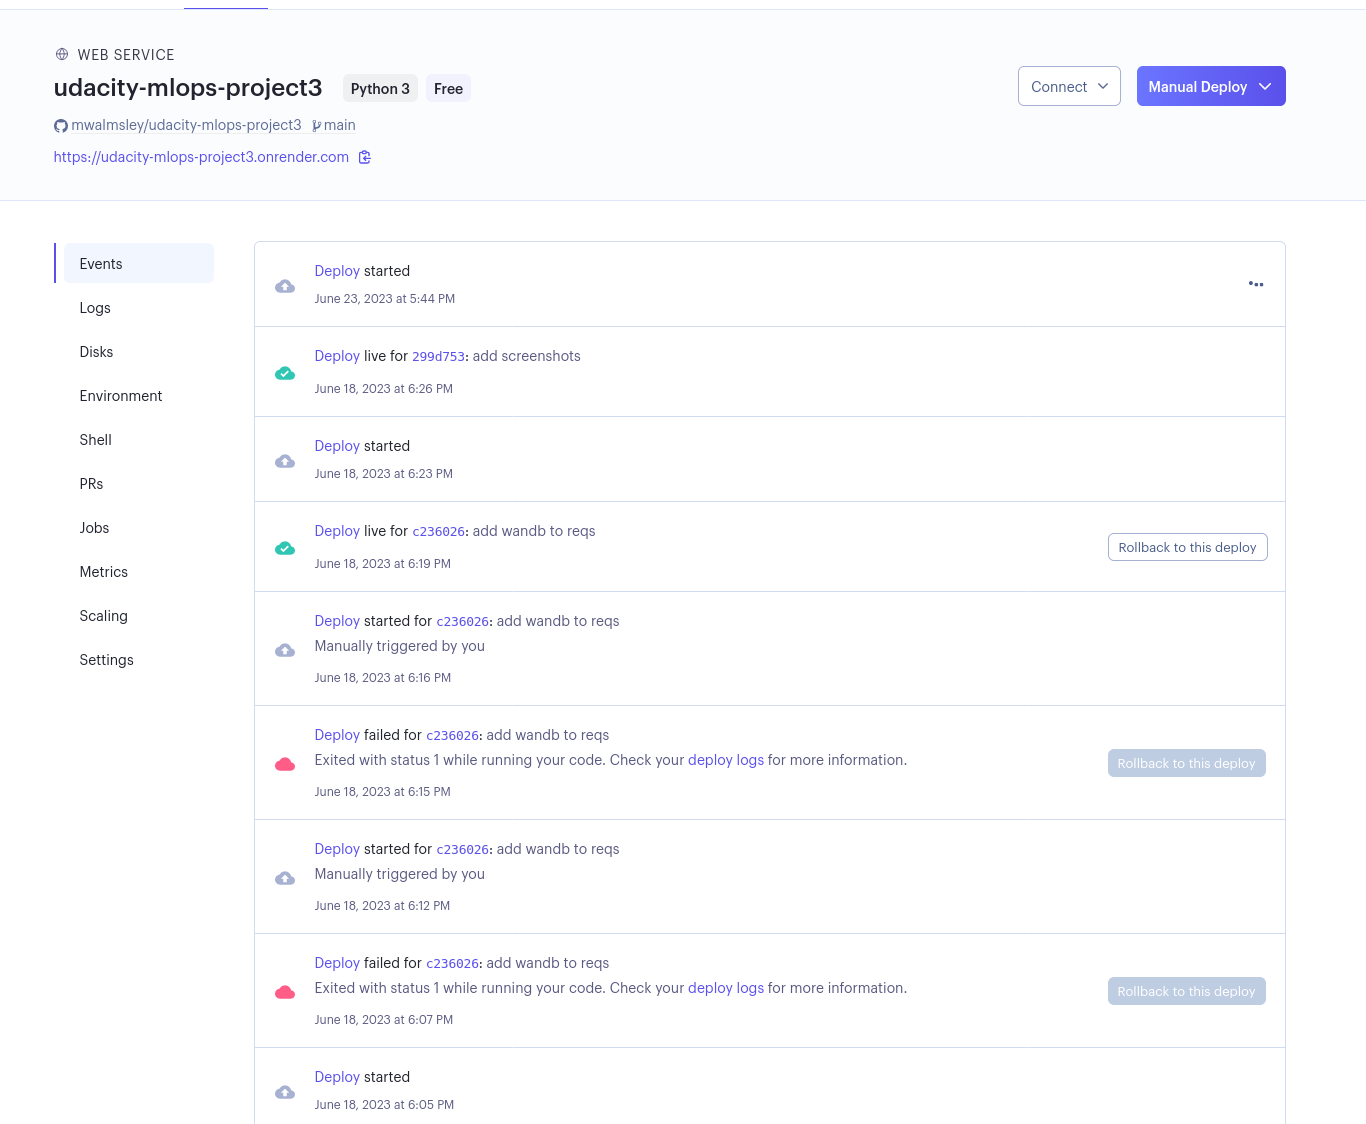 WEB SERVICE
udacity-mlops-project3 Python 3 Free
Connect Manual Deploy
mwalmsley/udacity-mlops-project3 main
https://udacity-mlops-project3.onrender.com
Events
Logs
Disks
Environment
Shell
PRs
Jobs
Metrics
Scaling
Settings
Deploy started
June 23, 2023 at 5:44 PM
Deploy live for 299d753: add screenshots
June 18, 2023 at 6:26 PM
Deploy started
June 18, 2023 at 6:23 PM
Deploy live for c236026: add wandb to reqs
June 18, 2023 at 6:19 PM
Rollback to this deploy
Deploy started for c236026: add wandb to reqs
Manually triggered by you
June 18, 2023 at 6:16 PM
Deploy failed for c236026: add wandb to reqs
Exited with status 1 while running your code. Check your deploy logs for more information.
June 18, 2023 at 6:15 PM
Rollback to this deploy
Deploy started for c236026: add wandb to reqs
Manually triggered by you
June 18, 2023 at 6:12 PM
Deploy failed for c236026: add wandb to reqs
Exited with status 1 while running your code. Check your deploy logs for more information.
June 18, 2023 at 6:07 PM
Rollback to this deploy
Deploy started
June 18, 2023 at 6:05 PM